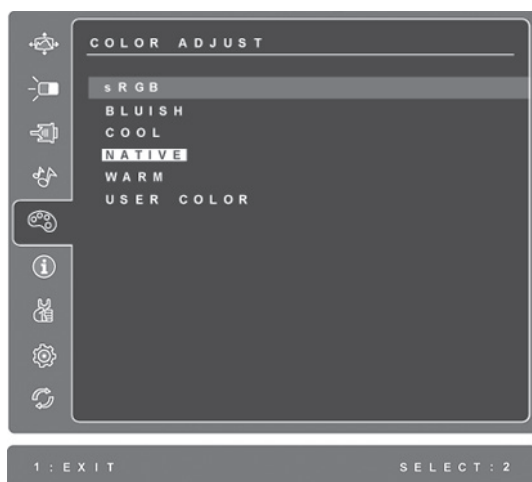 COLOR ADJUST
sRGB
BLUISH
COOL
NATIVE
WARM
USER COLOR
1:EXIT SELECT:2